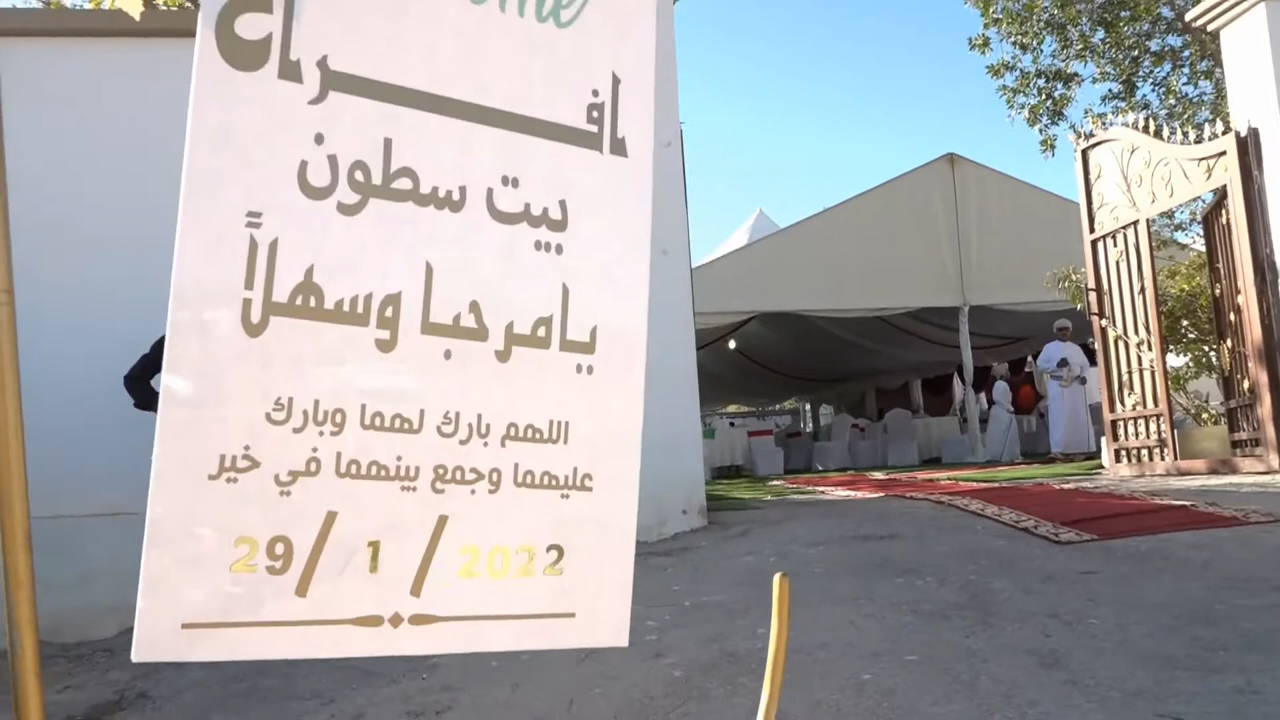 افراح
بيت سطون
يامرحبا وسهلاً
اللهم بارك لهما وبارك
عليهما وجمع بينهما في خير
29/1/2022